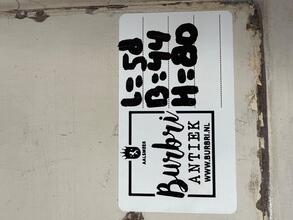 L=58
B=44
H=80
AALSMEER
Burbri
ANTIEK
WWW.BURBRI.NL